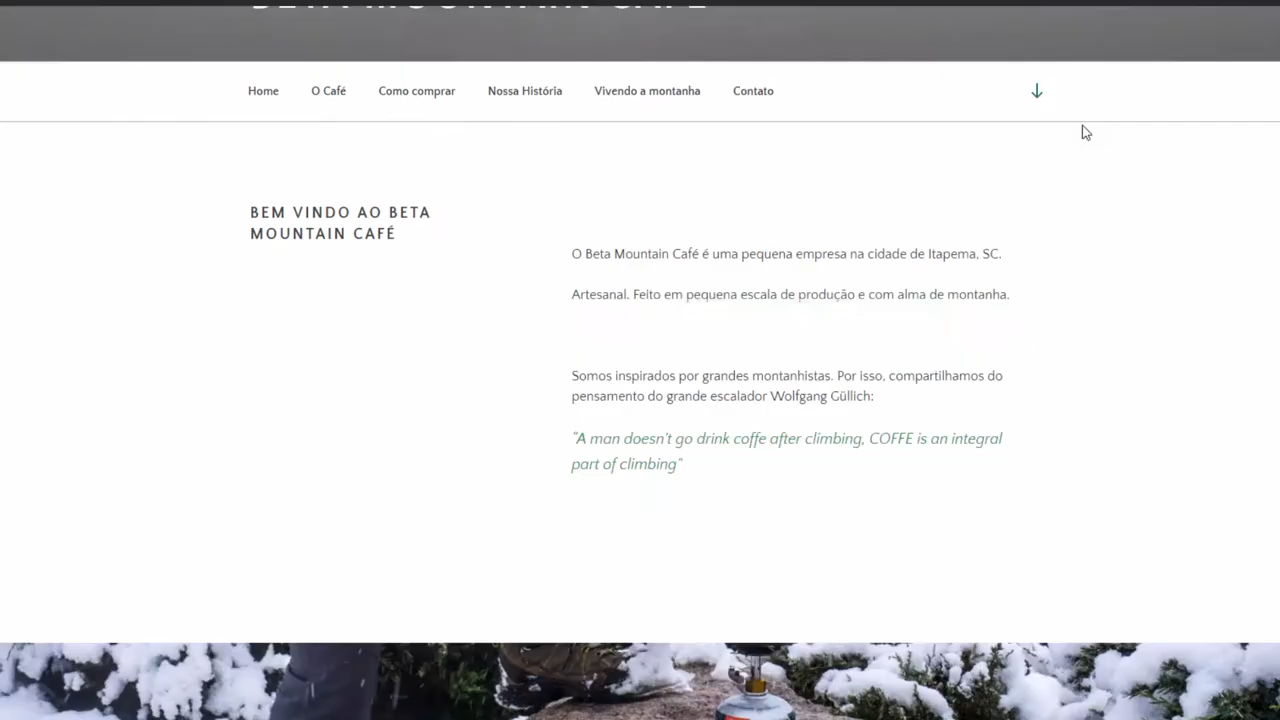 BETA MOUNTAIN CAFÉ
Home
O Café
Como comprar
Nossa História
Vivendo a montanha
Contato
BEM VINDO AO BETA
MOUNTAIN CAFÉ
O Beta Mountain Café é uma pequena empresa na cidade de Itapema, SC.
Artesanal. Feito em pequena escala de produção e com alma de montanha.
Somos inspirados por grandes montanhistas. Por isso, compartilhamos do
pensamento do grande escalador Wolfgang Güllich:
“A man doesn’t go drink coffe after climbing, COFFE is an integral
part of climbing”